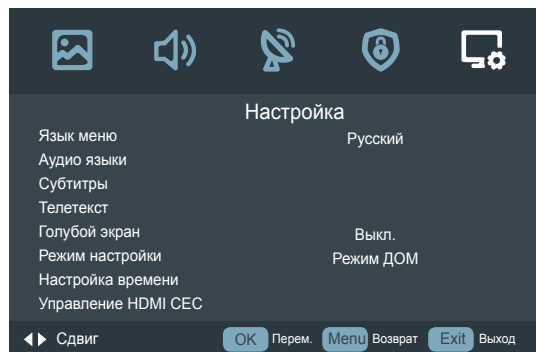 Настройка
Язык меню Русский
Аудио языки
Субтитры
Телетекст
Голубой экран Выкл.
Режим настройки Режим ДОМ
Настройка времени
Управление HDMI CEC
Сдвиг OK Перем. Menu Возврат Exit Выход